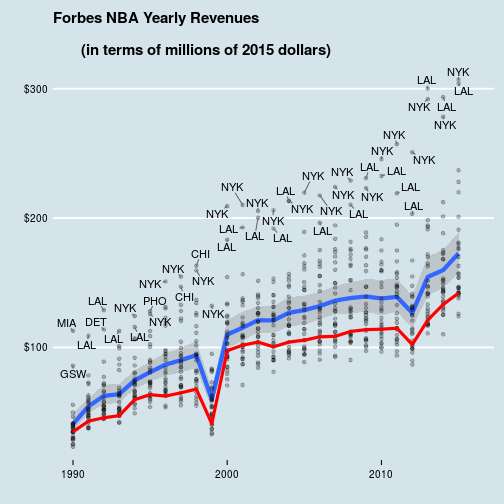 Forbes NBA Yearly Revenues
(in terms of millions of 2015 dollars)
NYK
$300
LAL
LAL
NYK
LAL
NYK
NYK
NYK
NYK
LAL
LAL
NYK
NYK
NYK
LAL
NYK
LAL
NYK
NYK
NYK
LAL
NYK
NYK
LAL
$200
NYK
NYK
LAL
LAL
LAL
LAL
LAL
CHI
NYK
NYK
NYK
LAL
PHO
CHI
NYK
NYK
MIA
DET
NYK
LAL
LAL
LAL
$100
GSW
1990
2000
2010